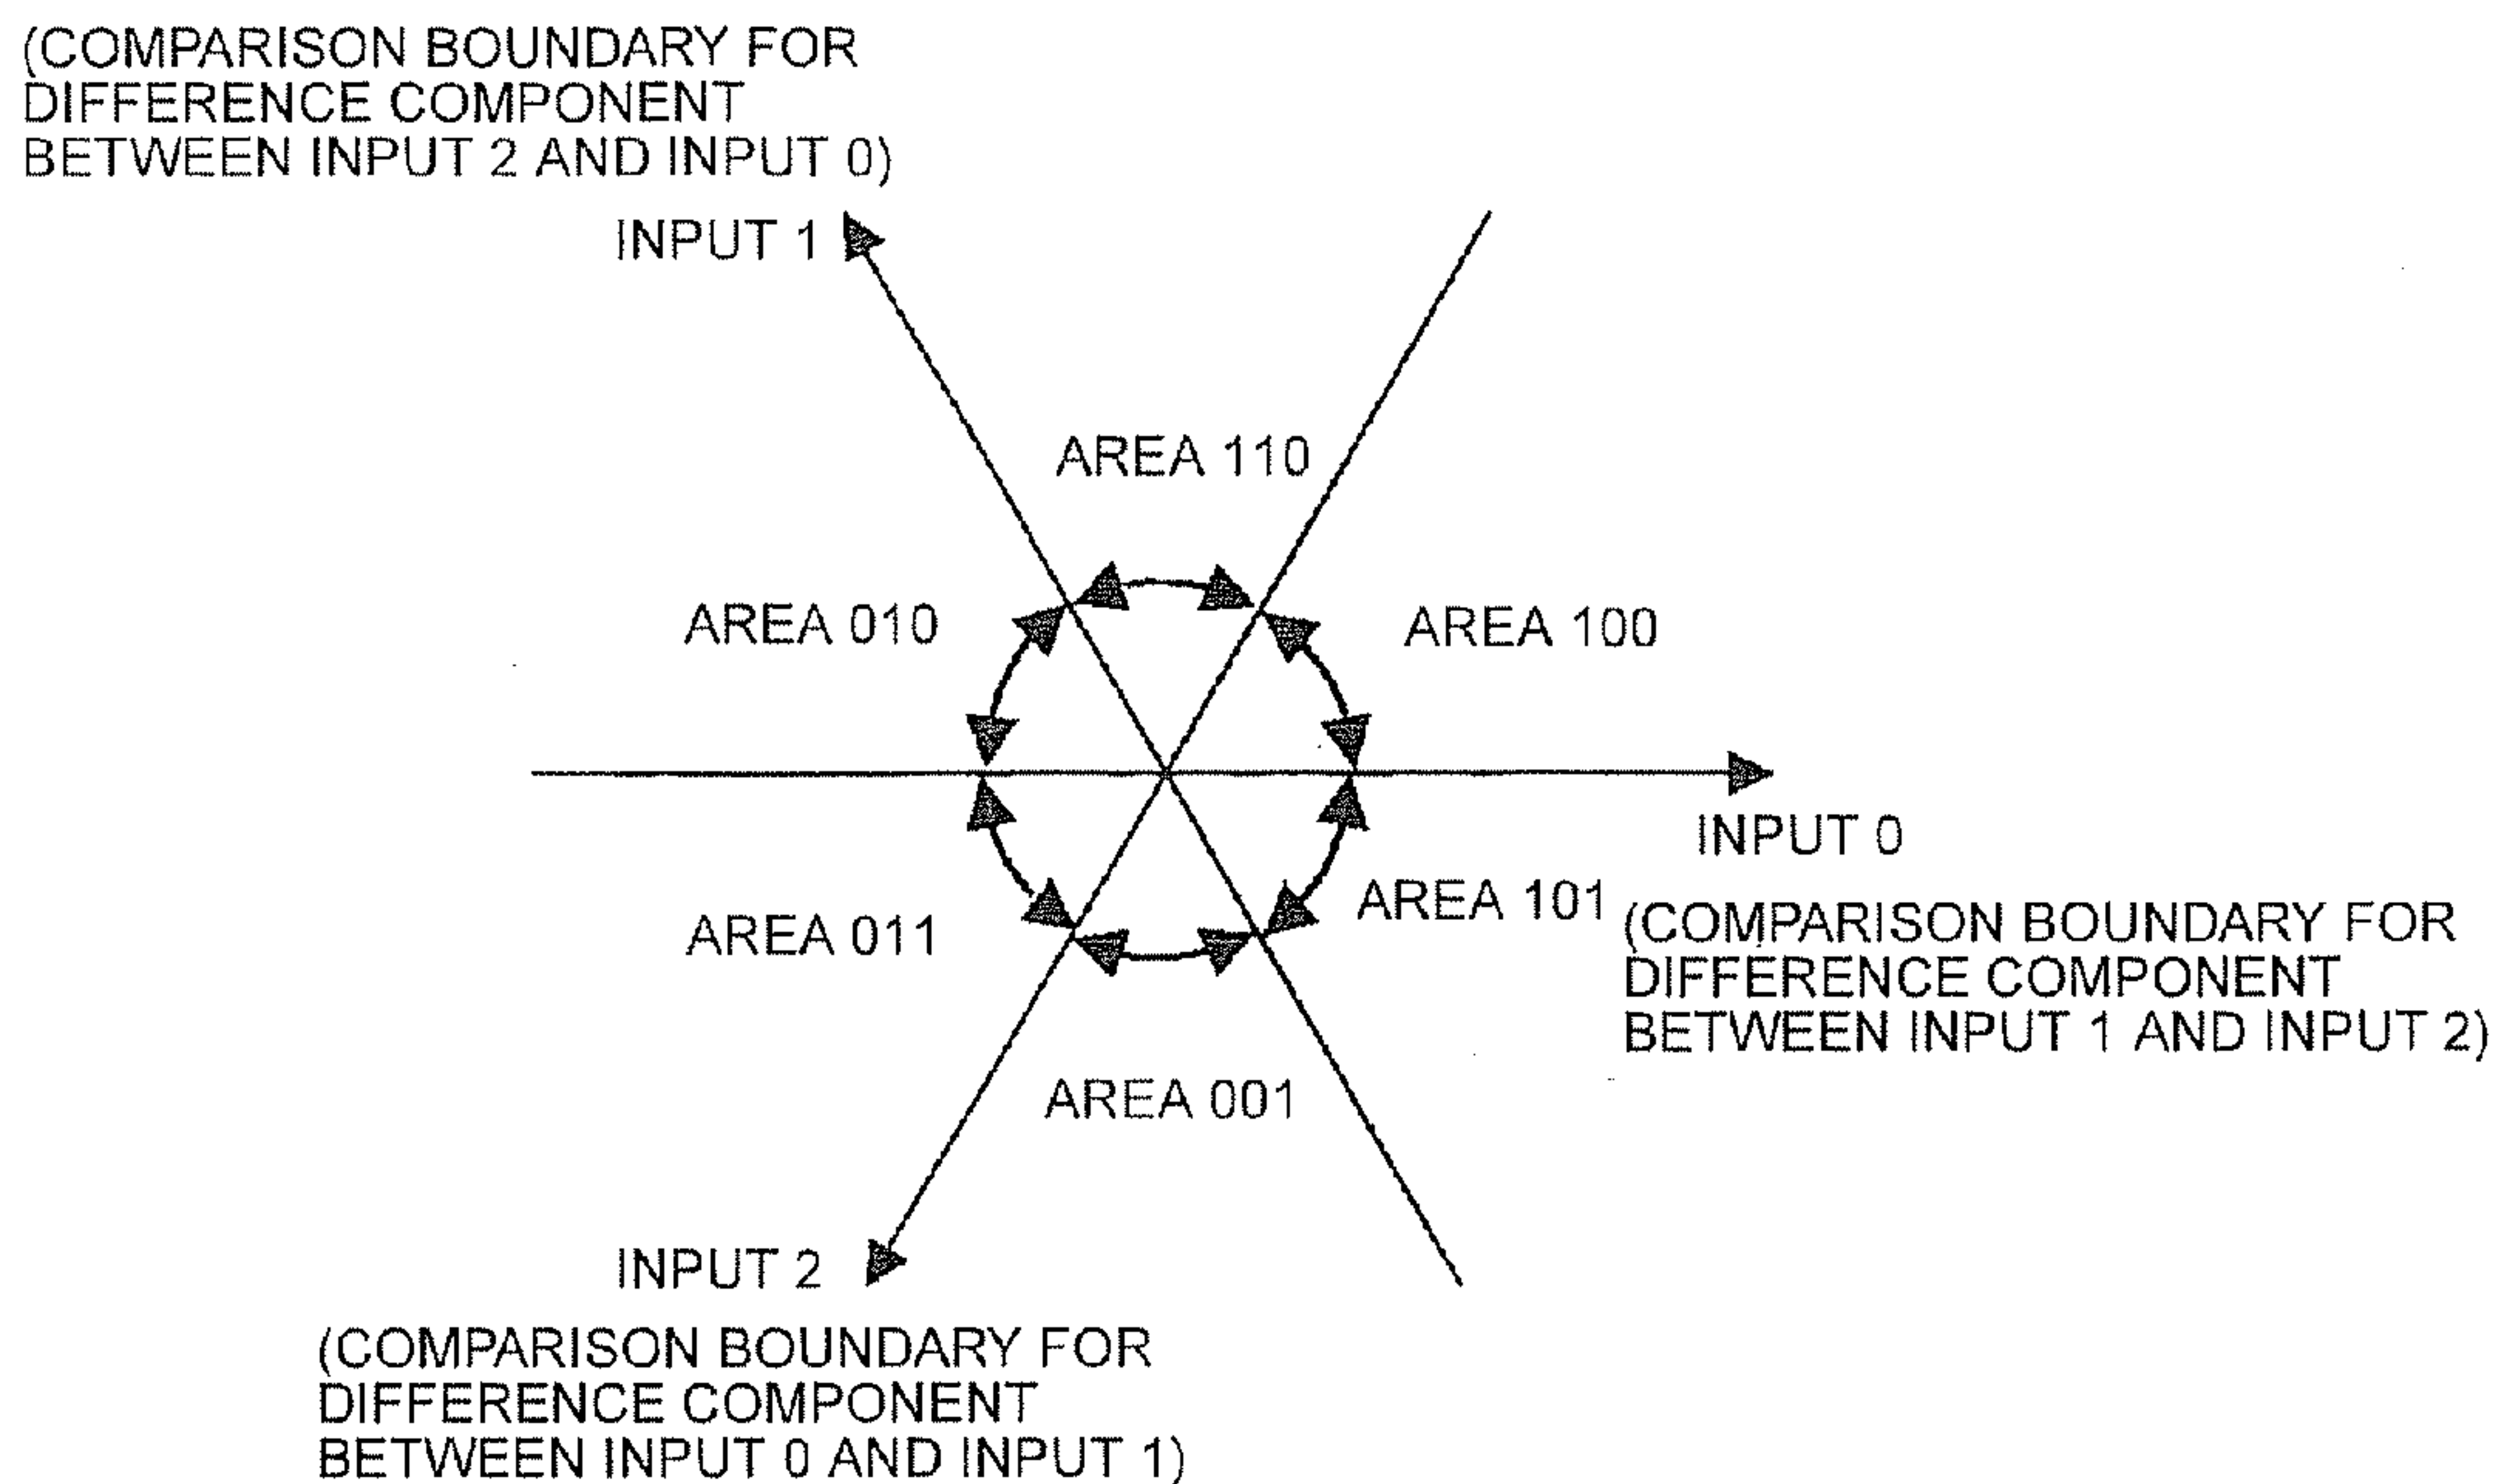 (COMPARISON BOUNDARY FOR
DIFFERENCE COMPONENT
BETWEEN INPUT 2 AND INPUT 0)
INPUT 1
AREA 110
AREA 010
AREA 100
INPUT 0
AREA 101
(COMPARISON BOUNDARY FOR
DIFFERENCE COMPONENT
BETWEEN INPUT 1 AND INPUT 2)
AREA 011
AREA 001
INPUT 2
(COMPARISON BOUNDARY FOR
DIFFERENCE COMPONENT
BETWEEN INPUT 0 AND INPUT 1)